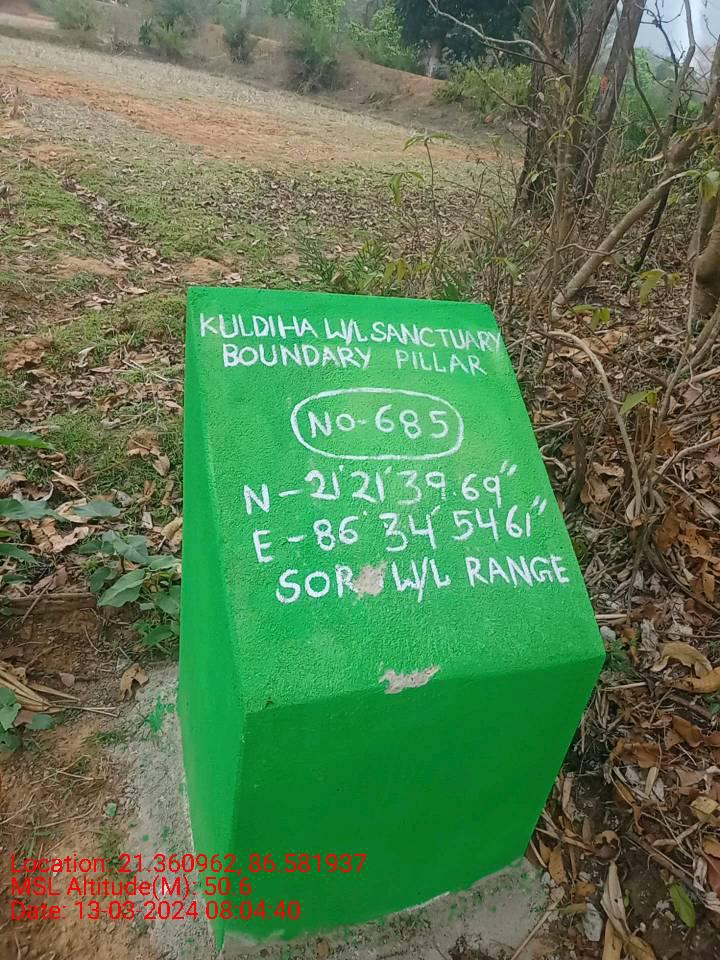 KULDIHA W/L SANCTUARY
BOUNDARY PILLAR
No-685
N-21°21'39.69"
E-86°34'54.61"
W/L RANGE
Location: 21.360962, 86.581937
MSL Altitude(M): 50.6
Date: 13-03-2024 08:04:40